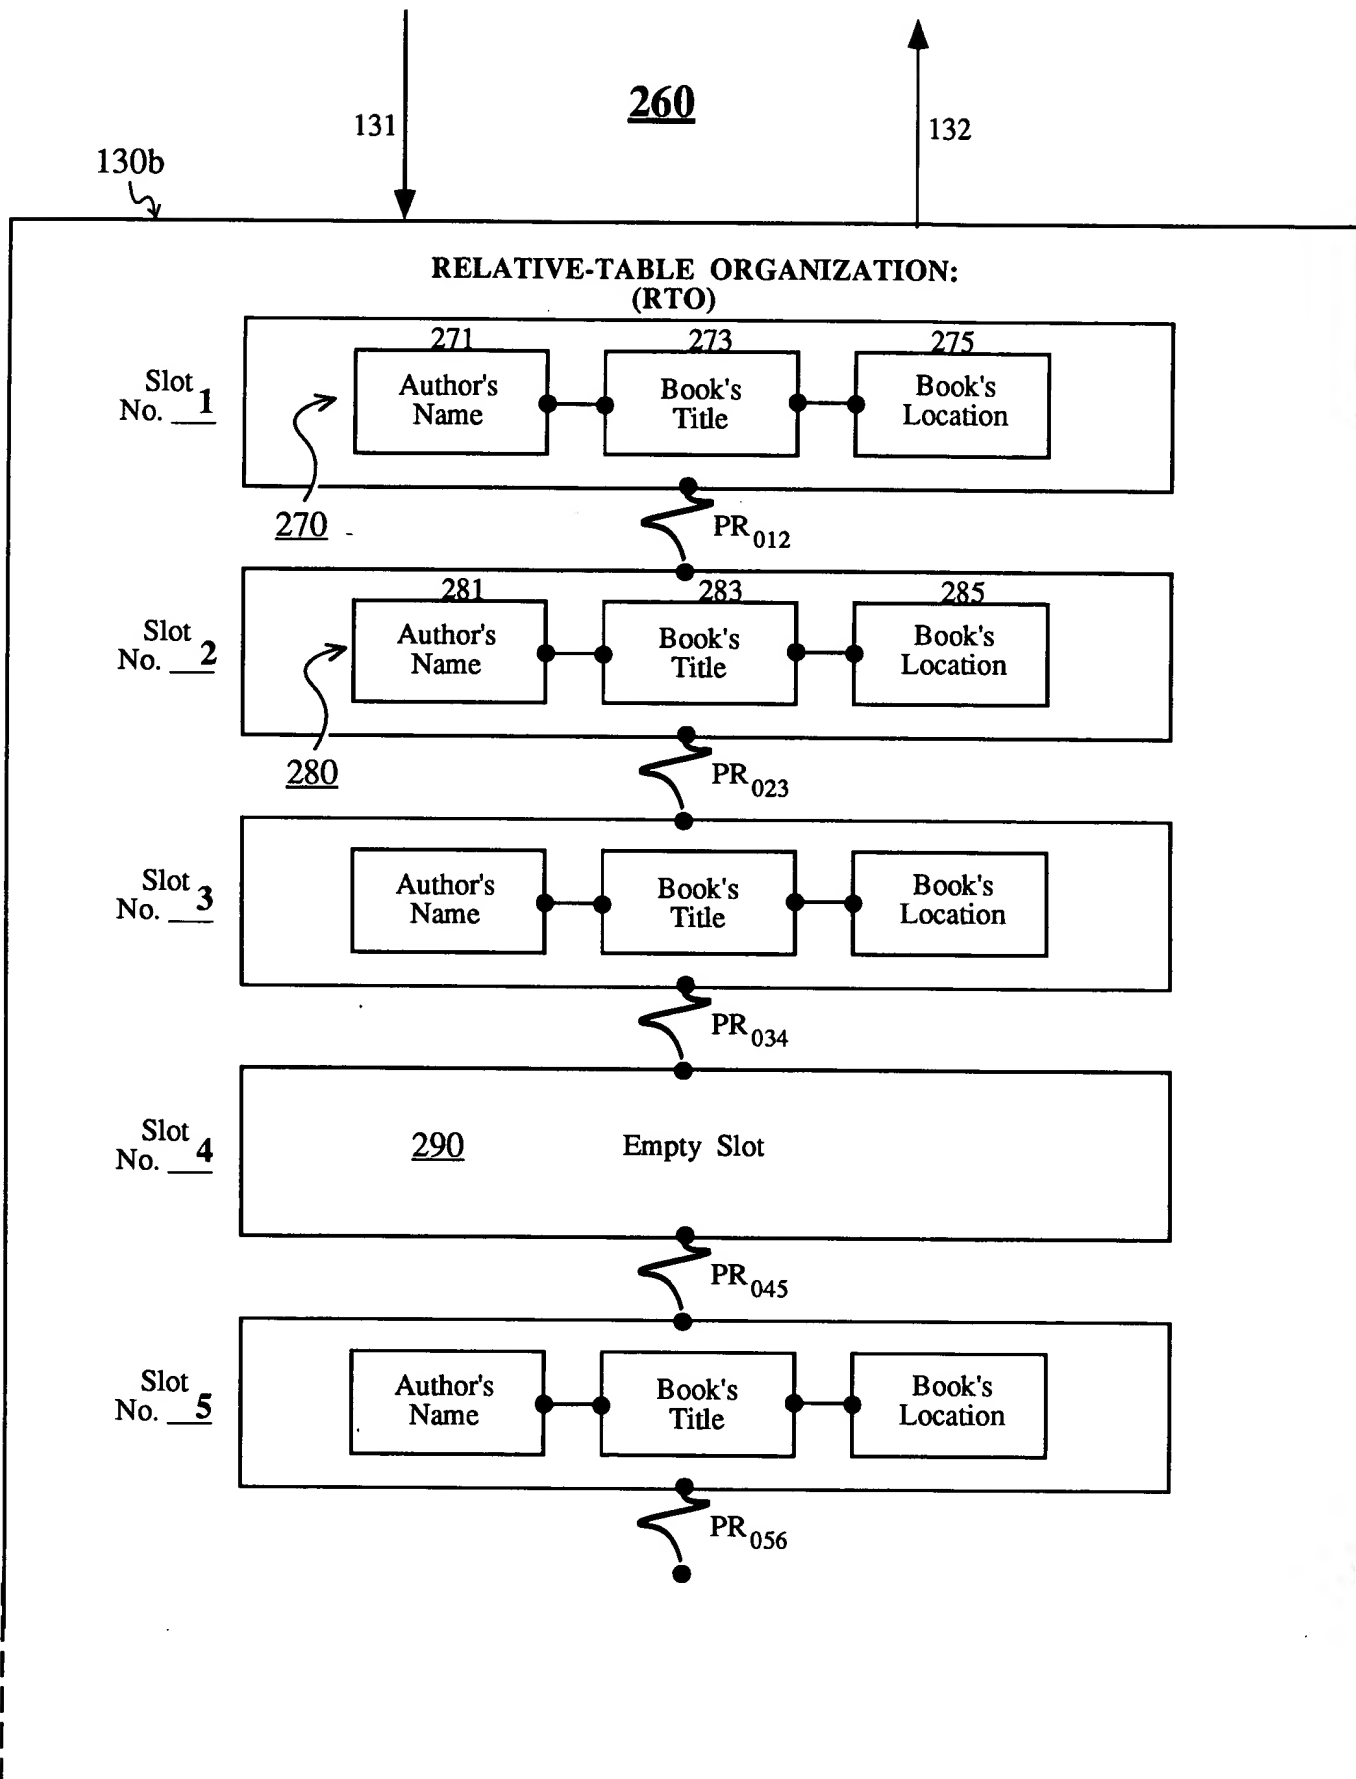 260
131
132
130b
RELATIVE-TABLE ORGANIZATION:
(RTO)
271
273
275
Slot
No. 1
Author's
Name
Book's
Title
Book's
Location
270
PR012
281
283
285
Slot
No. 2
Author's
Name
Book's
Title
Book's
Location
280
PR023
Slot
No. 3
Author's
Name
Book's
Title
Book's
Location
PR034
Slot
No. 4
290
Empty Slot
PR045
Slot
No. 5
Author's
Name
Book's
Title
Book's
Location
PR056